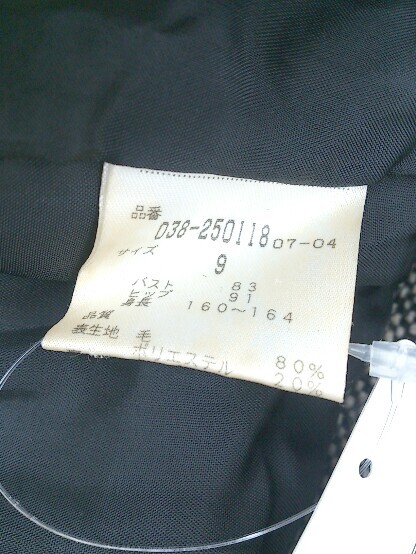 品番
038-250118 07-04
サイズ
9
バスト 83
ヒップ 91
身長 160~164
品質
表生地 毛 80%
ポリエステル 20%